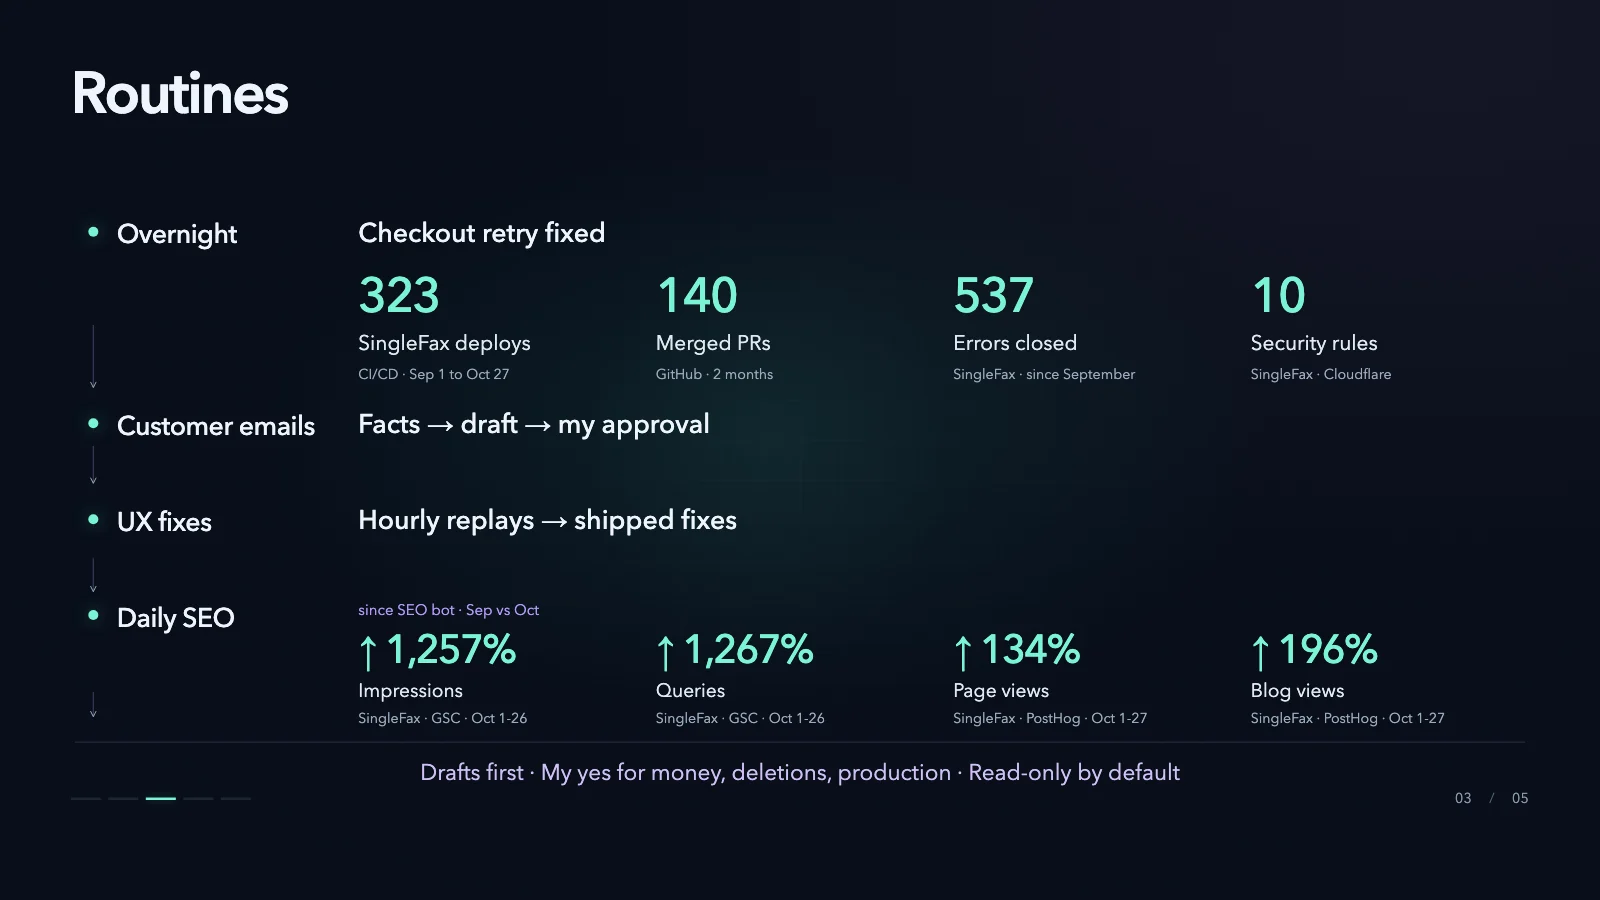 Routines
Overnight
Checkout retry fixed
323
SingleFax deploys
CI/CD · Sep 1 to Oct 27
140
Merged PRs
GitHub · 2 months
537
Errors closed
SingleFax · since September
10
Security rules
SingleFax · Cloudflare
Customer emails
Facts → draft → my approval
UX fixes
Hourly replays → shipped fixes
Daily SEO
since SEO bot · Sep vs Oct
↑ 1,257%
Impressions
SingleFax · GSC · Oct 1-26
↑ 1,267%
Queries
SingleFax · GSC · Oct 1-26
↑ 134%
Page views
SingleFax · PostHog · Oct 1-27
↑ 196%
Blog views
SingleFax · PostHog · Oct 1-27
Drafts first · My yes for money, deletions, production · Read-only by default
03 / 05